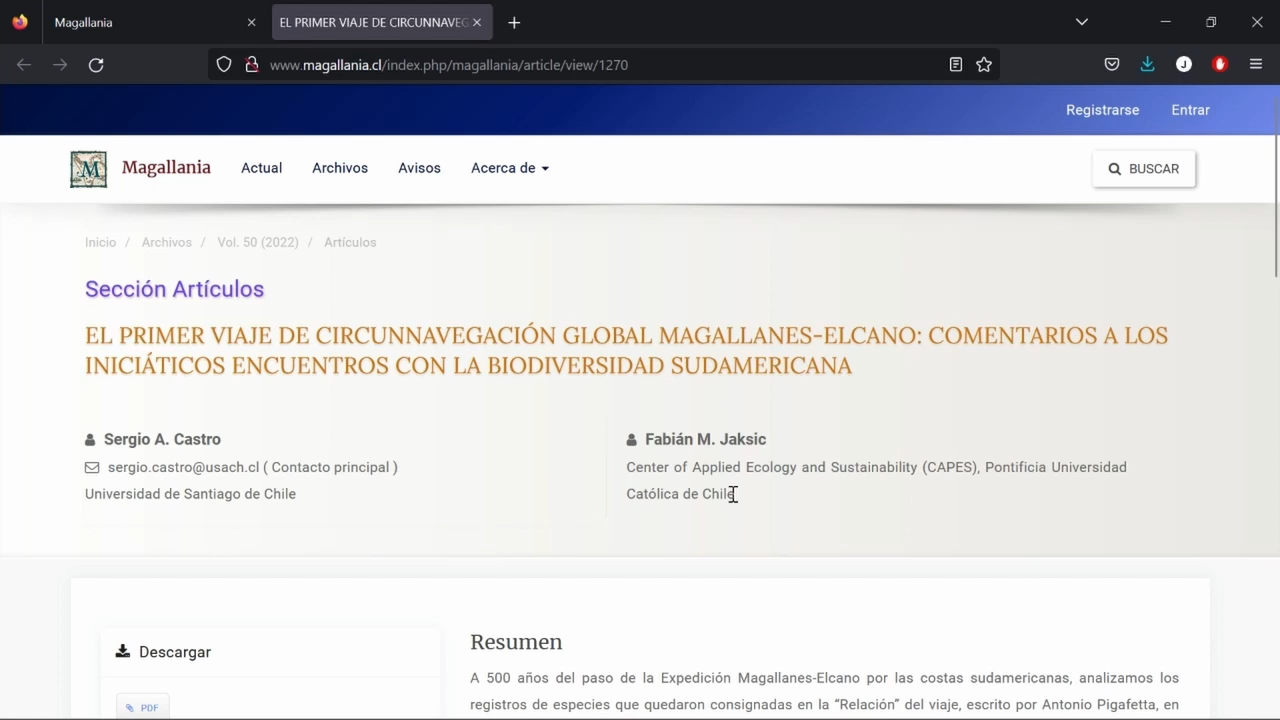 Magallania
EL PRIMER VIAJE DE CIRCUNNAVEG
www.magallania.cl/index.php/magallania/article/view/1270
J
Registrarse Entrar
M Magallania Actual Archivos Avisos Acerca de BUSCAR
Inicio / Archivos / Vol. 50 (2022) / Artículos
Sección Artículos
EL PRIMER VIAJE DE CIRCUNNAVEGACIÓN GLOBAL MAGALLANES-ELCANO: COMENTARIOS A LOS
INICIÁTICOS ENCUENTROS CON LA BIODIVERSIDAD SUDAMERICANA
Sergio A. Castro
sergio.castro@usach.cl ( Contacto principal )
Universidad de Santiago de Chile
Fabián M. Jaksic
Center of Applied Ecology and Sustainability (CAPES), Pontificia Universidad
Católica de Chile
Descargar
PDF
Resumen
A 500 años del paso de la Expedición Magallanes-Elcano por las costas sudamericanas, analizamos los
registros de especies que quedaron consignadas en la “Relación” del viaje, escrito por Antonio Pigafetta, en